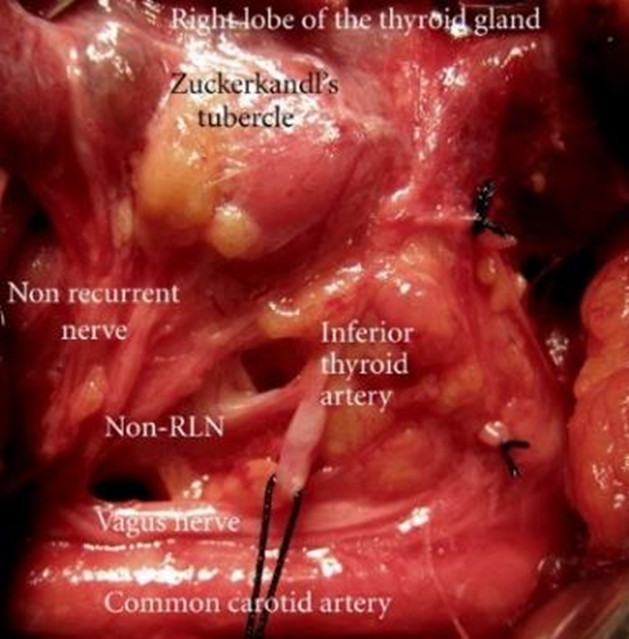 Right lobe of the thyroid gland
Zuckerkandl's
tubercle
Non recurrent
nerve
Inferior
thyroid
artery
Non-RLN
Vagus nerve
Common carotid artery